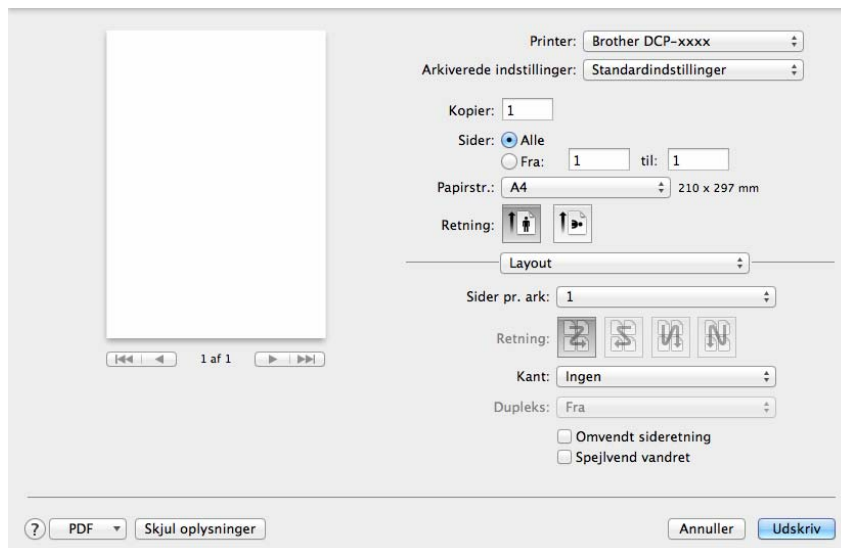 Printer: Brother DCP-xxxx
Arkiverede indstillinger: Standardindstillinger
Kopier: 1
Sider: Alle
Fra: 1 til: 1
Papirstr.: A4 210 x 297 mm
Retning:
Layout
Sider pr. ark: 1
Retning:
Kant: Ingen
Dupleks: Fra
Omvendt sideretning
Spejlvend vandret
1 af 1
? PDF Skjul oplysninger Annuller Udskriv